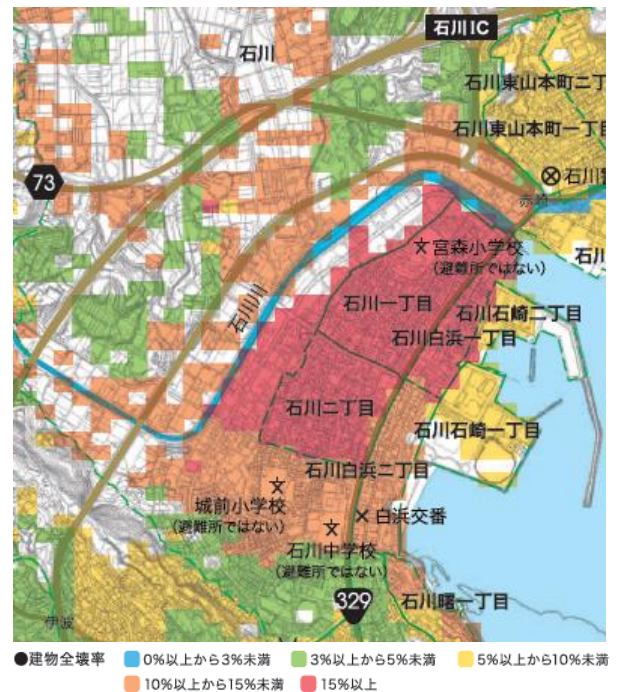 石川IC
石川
石川東山本町二丁
石川東山本町一丁目
73
石川警
赤崎
宮森小学校
(避難所ではない)
石川
石川一丁目
石川石崎二丁目
石川川
石川白浜一丁目
石川二丁目
石川石崎一丁目
石川白浜二丁目
城前小学校
(避難所ではない)
白浜交番
石川中学校
(避難所ではない)
329
石川曙一丁目
伊波
●建物全壊率
0%以上から3%未満
3%以上から5%未満
5%以上から10%未満
10%以上から15%未満
15%以上